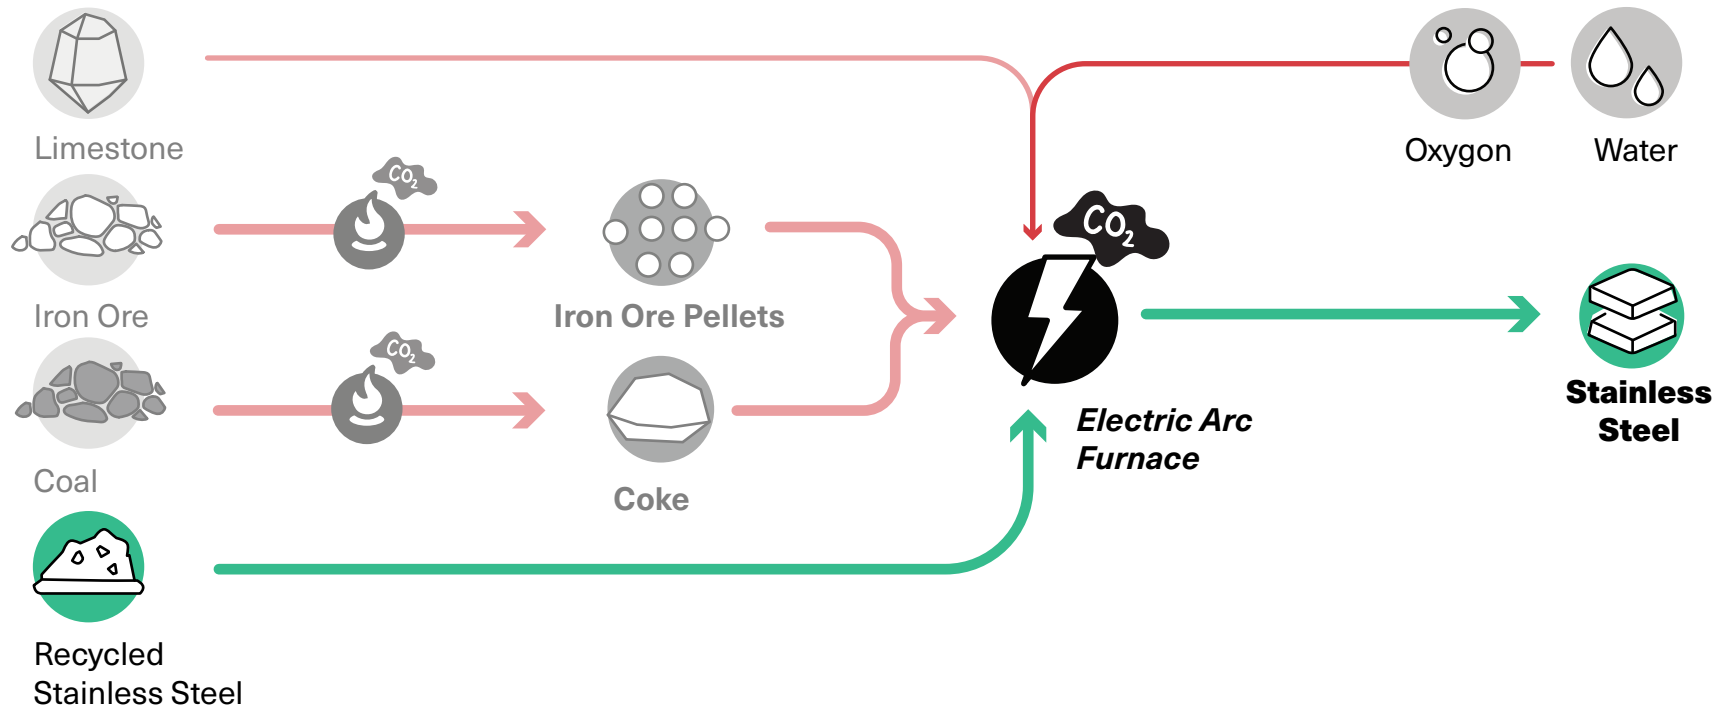 Limestone
Oxygon
Water
CO2
CO2
Iron Ore
Iron Ore Pellets
CO2
Stainless
Steel
Electric Arc
Furnace
Coal
Coke
Recycled
Stainless Steel